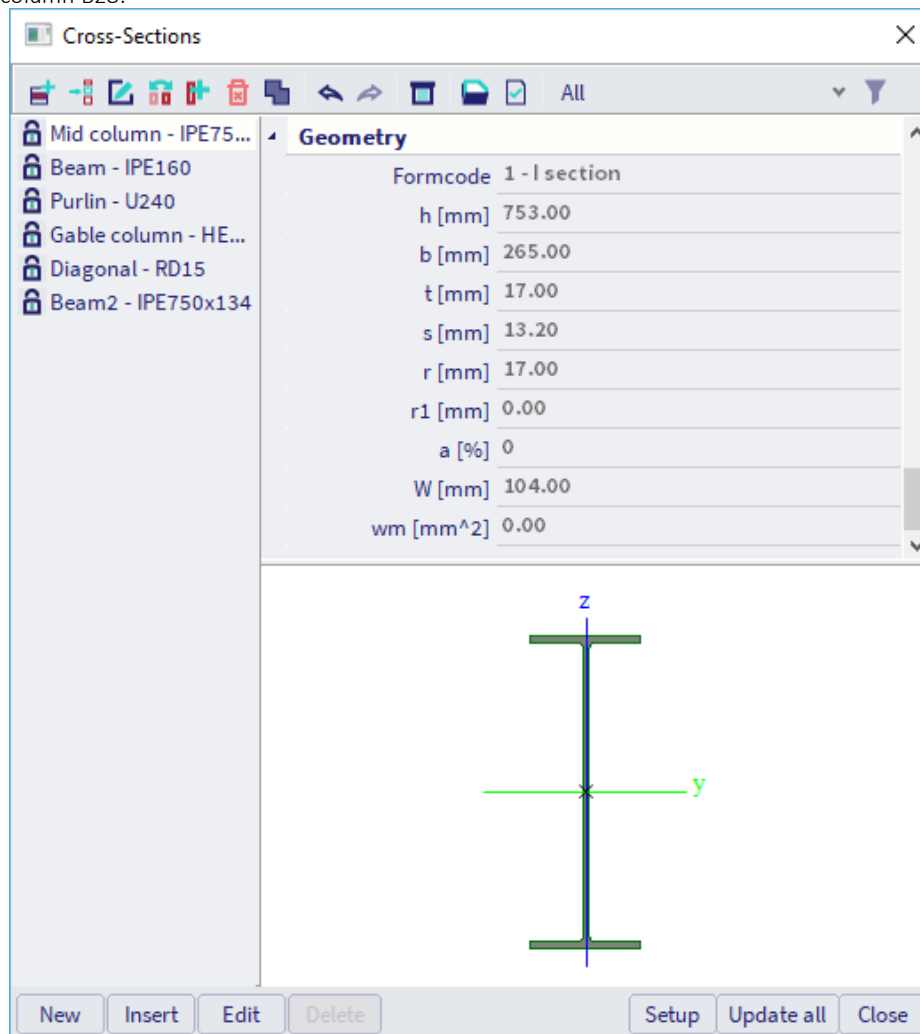 Cross-Sections
All
Mid column - IPE75...
Beam - IPE160
Purlin - U240
Gable column - HE...
Diagonal - RD15
Beam2 - IPE750x134
Geometry
Formcode 1 - I section
h [mm] 753.00
b [mm] 265.00
t [mm] 17.00
s [mm] 13.20
r [mm] 17.00
r1 [mm] 0.00
a [%] 0
W [mm] 104.00
wm [mm^2] 0.00
z
y
New Insert Edit Delete Setup Update all Close